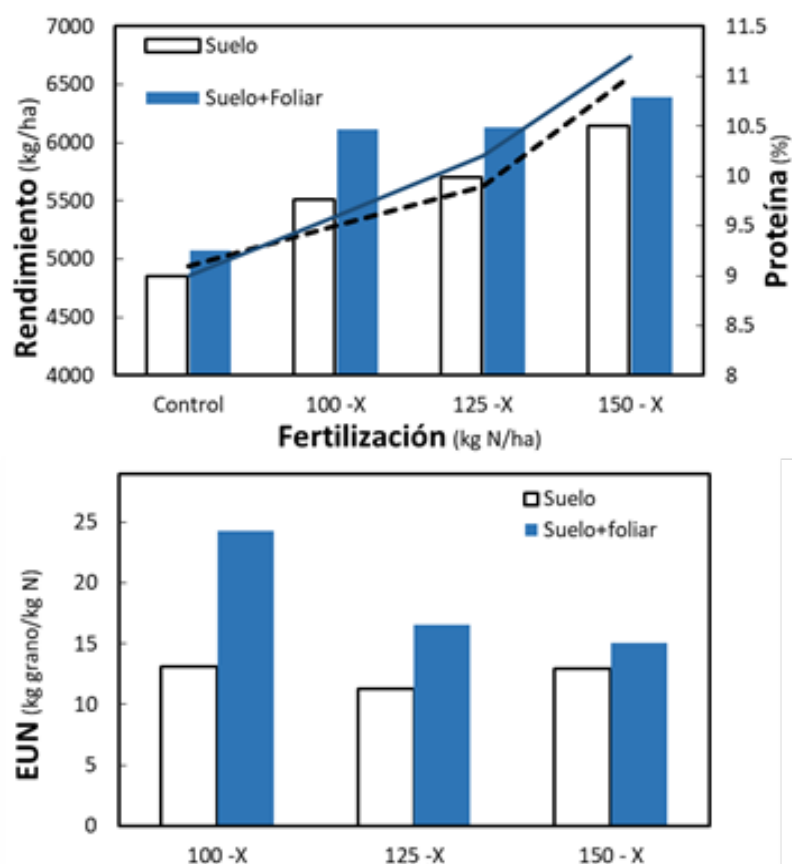 7000
6500
6000
5500
5000
4500
4000
Rendimiento (kg/ha)
Suelo
Suelo+Foliar
11.5
11
10.5
10
9.5
9
8.5
8
Proteína (%)
Control
100 -X
125 -X
150 - X
Fertilización (kg N/ha)
25
20
15
10
5
0
EUN (kg grano/kg N)
Suelo
Suelo+foliar
100 -X
125 -X
150 - X